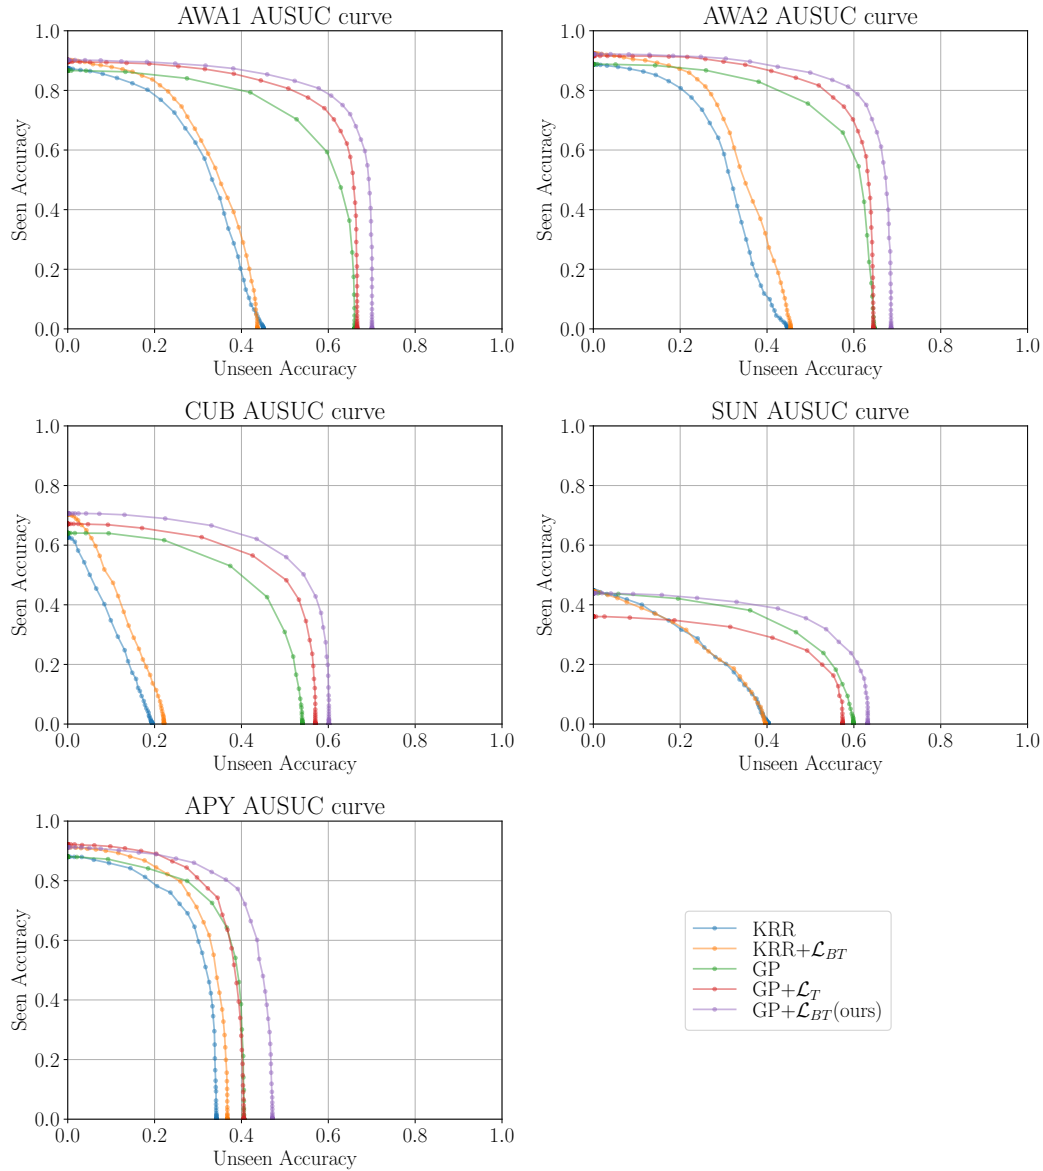 AWA1 AUSUC curve
1.0
0.8
0.6
0.4
0.2
0.0
Seen Accuracy
0.0 0.2 0.4 0.6 0.8 1.0
Unseen Accuracy
AWA2 AUSUC curve
1.0
0.8
0.6
0.4
0.2
0.0
Seen Accuracy
0.0 0.2 0.4 0.6 0.8 1.0
Unseen Accuracy
CUB AUSUC curve
1.0
0.8
0.6
0.4
0.2
0.0
Seen Accuracy
0.0 0.2 0.4 0.6 0.8 1.0
Unseen Accuracy
SUN AUSUC curve
1.0
0.8
0.6
0.4
0.2
0.0
Seen Accuracy
0.0 0.2 0.4 0.6 0.8 1.0
Unseen Accuracy
APY AUSUC curve
1.0
0.8
0.6
0.4
0.2
0.0
Seen Accuracy
0.0 0.2 0.4 0.6 0.8 1.0
Unseen Accuracy
KRR
KRR+𝓛_BT
GP
GP+𝓛_T
GP+𝓛_BT(ours)